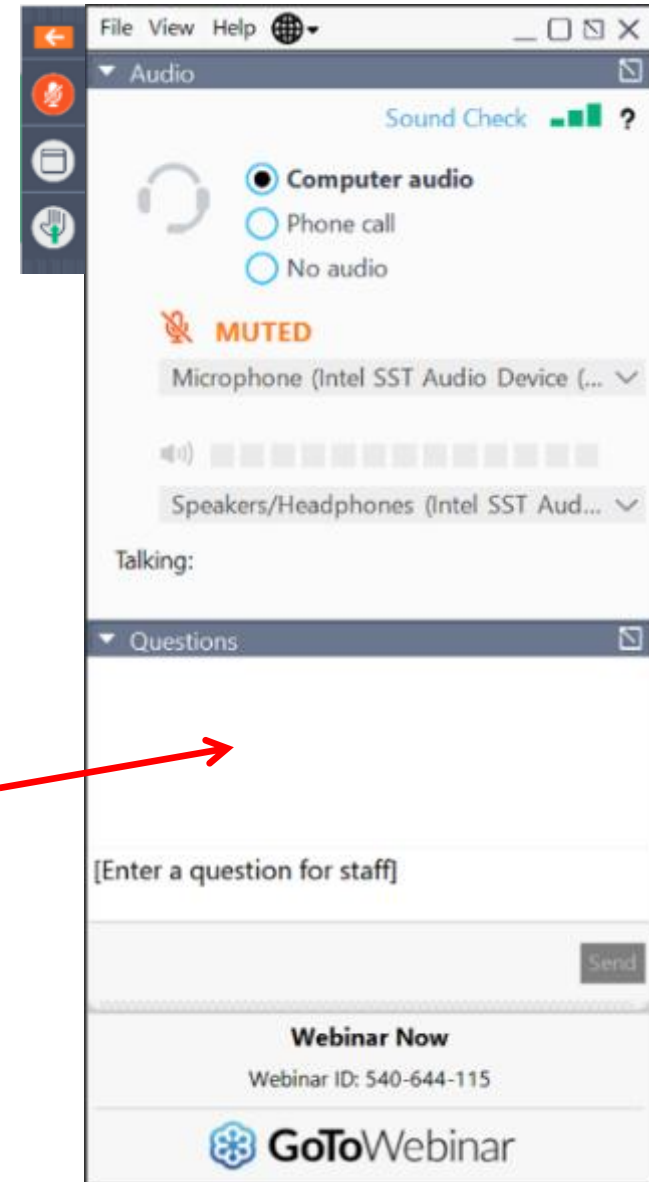 File View Help
Audio
Sound Check ?
Computer audio
Phone call
No audio
MUTED
Microphone (Intel SST Audio Device (...
Speakers/Headphones (Intel SST Aud...
Talking:
Questions
[Enter a question for staff]
Send
Webinar Now
Webinar ID: 540-644-115
GoToWebinar